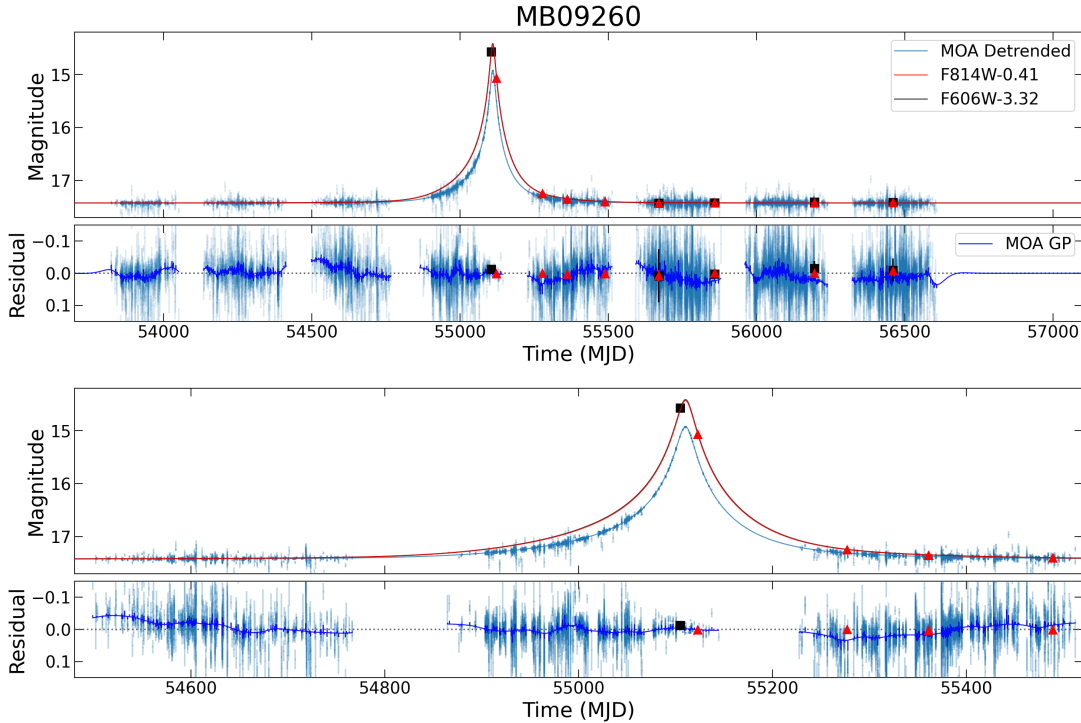 MB09260
MOA Detrended
F814W-0.41
F606W-3.32
Magnitude
15
16
17
MOA GP
Residual
−0.1
0.0
0.1
54000 54500 55000 55500 56000 56500 57000
Time (MJD)
Magnitude
15
16
17
Residual
−0.1
0.0
0.1
54600 54800 55000 55200 55400
Time (MJD)